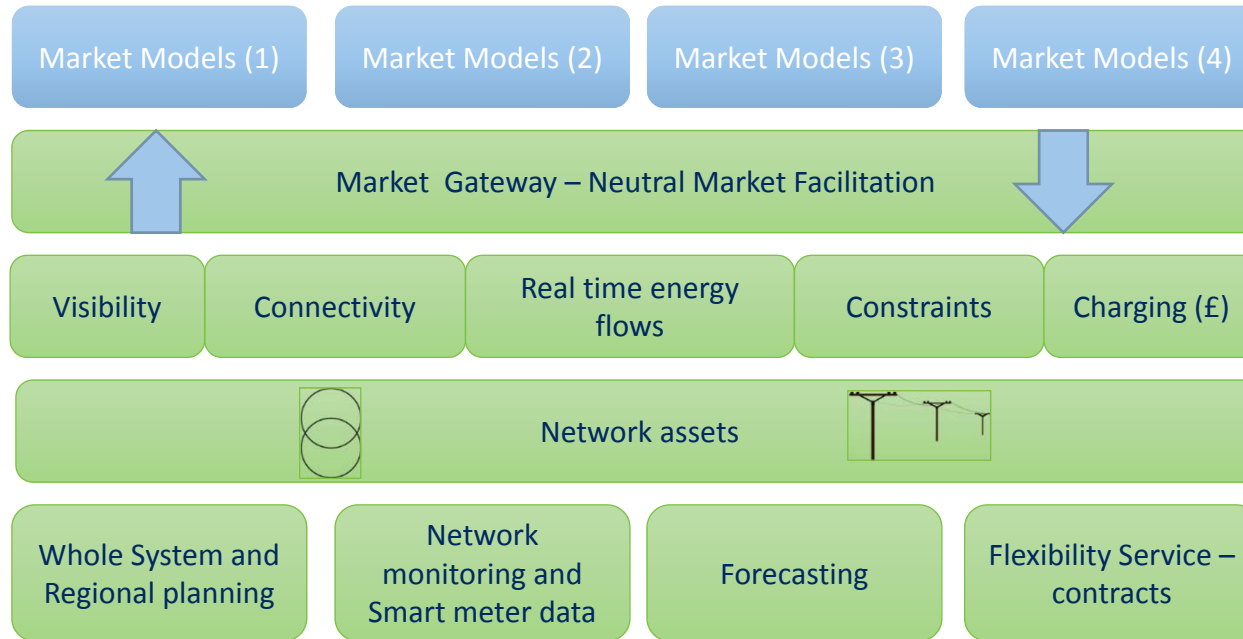 Market Models (1)
Market Models (2)
Market Models (3)
Market Models (4)
Market  Gateway – Neutral Market Facilitation
Visibility
Connectivity
Real time energy
flows
Constraints
Charging (£)
Network assets
Whole System and
Regional planning
Network
monitoring and
Smart meter data
Forecasting
Flexibility Service –
contracts